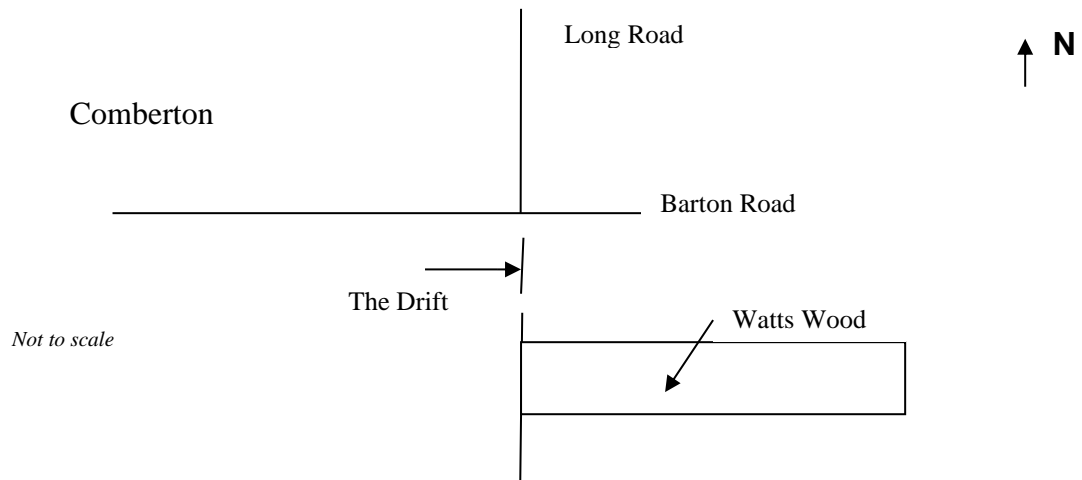 Long Road
N
Comberton
Barton Road
The Drift
Watts Wood
Not to scale